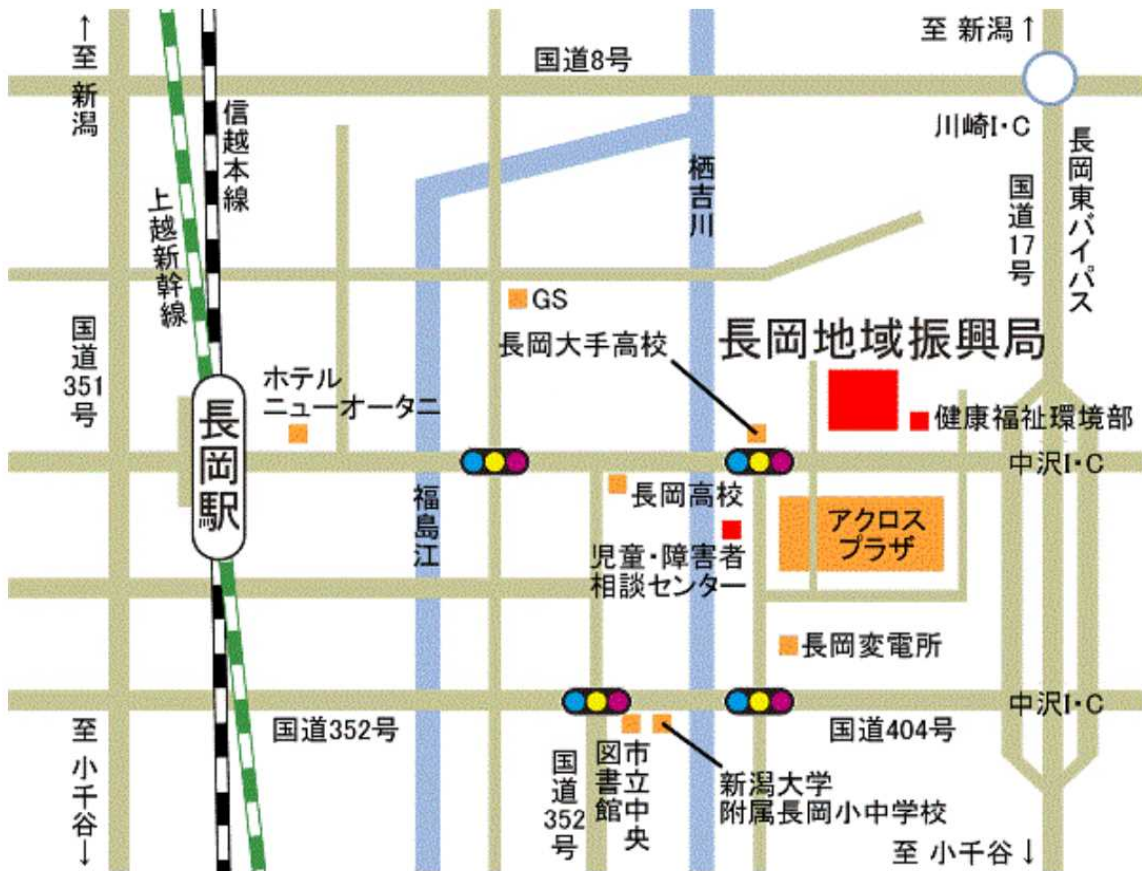 ↑至 新潟
国道8号
至 新潟↑
川崎I・C
信越本線
上越新幹線
栖吉川
国道17号
長岡東バイパス
GS
長岡大手高校
長岡地域振興局
国道351号
ホテル
ニューオータニ
健康福祉環境部
長岡駅
中沢I・C
福島江
長岡高校
アクロス
プラザ
児童・障害者
相談センター
長岡変電所
国道352号
国道404号
中沢I・C
至 小千谷↓
国道352号
市立中央
図書館
新潟大学
附属長岡小中学校
至 小千谷↓